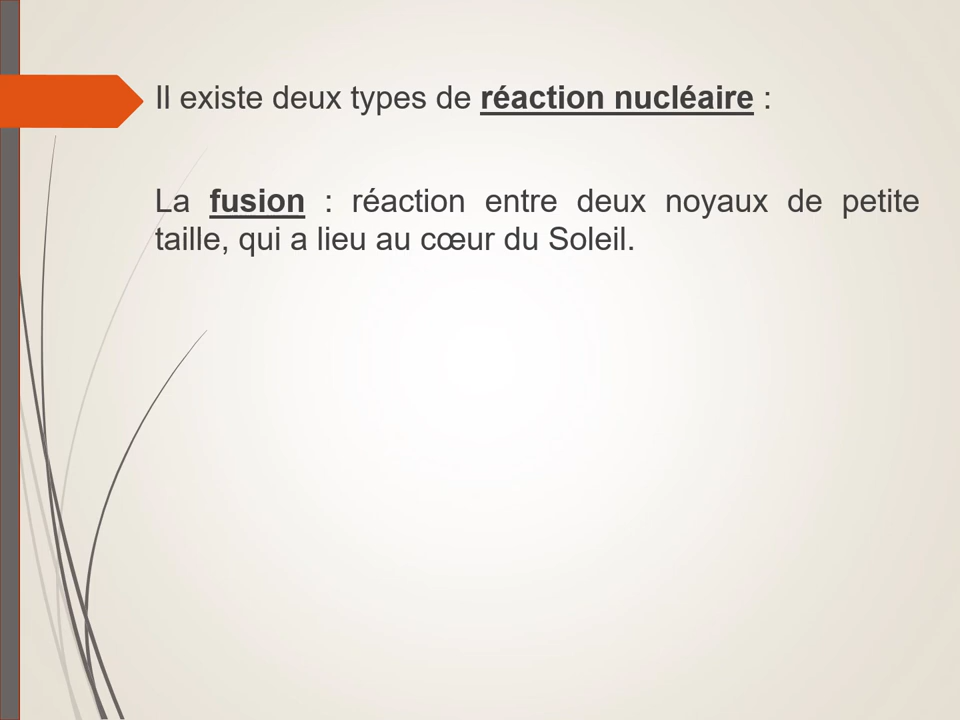 Il existe deux types de réaction nucléaire :
La fusion : réaction entre deux noyaux de petite
taille, qui a lieu au cœur du Soleil.